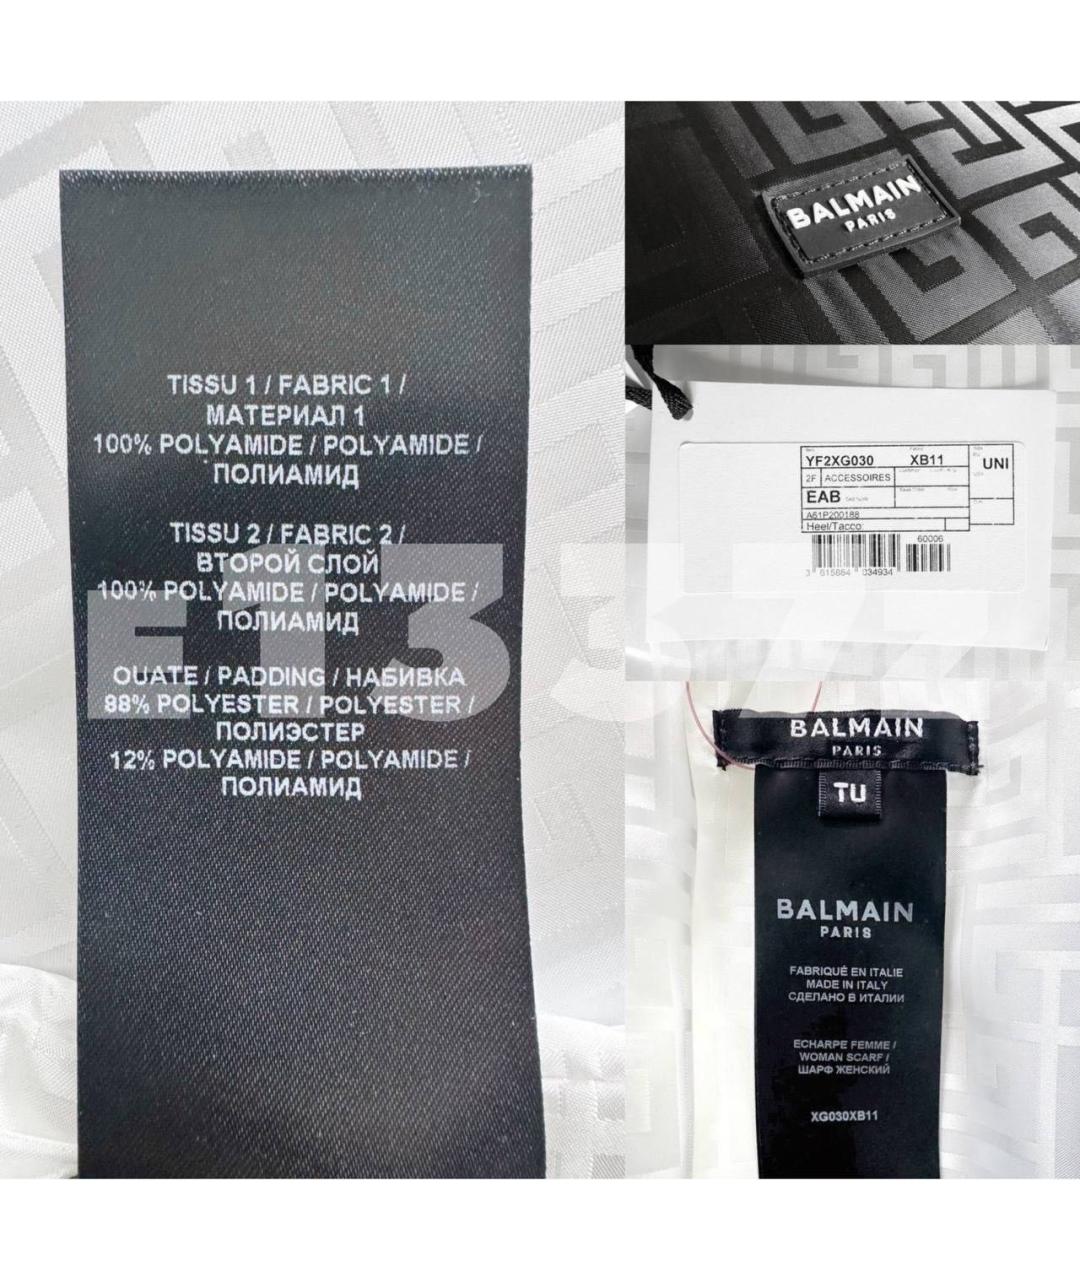 TISSU 1 / FABRIC 1 /
МАТЕРИАЛ 1
100% POLYAMIDE / POLYAMIDE /
ПОЛИАМИД
TISSU 2 / FABRIC 2 /
ВТОРОЙ СЛОЙ
100% POLYAMIDE / POLYAMIDE /
ПОЛИАМИД
OUATE / PADDING / НАБИВКА
88% POLYESTER / POLYESTER /
ПОЛИЭСТЕР
12% POLYAMIDE / POLYAMIDE /
ПОЛИАМИД
BALMAIN
PARIS
YF2XG030 XB11 UNI
2F ACCESSOIRES
EAB
A61P200188
Heel/Tacco:
60006
3 615884 034934
BALMAIN
PARIS
TU
BALMAIN
PARIS
FABRIQUÉ EN ITALIE
MADE IN ITALY
СДЕЛАНО В ИТАЛИИ
ECHARPE FEMME /
WOMAN SCARF /
ШАРФ ЖЕНСКИЙ
XG030XB11